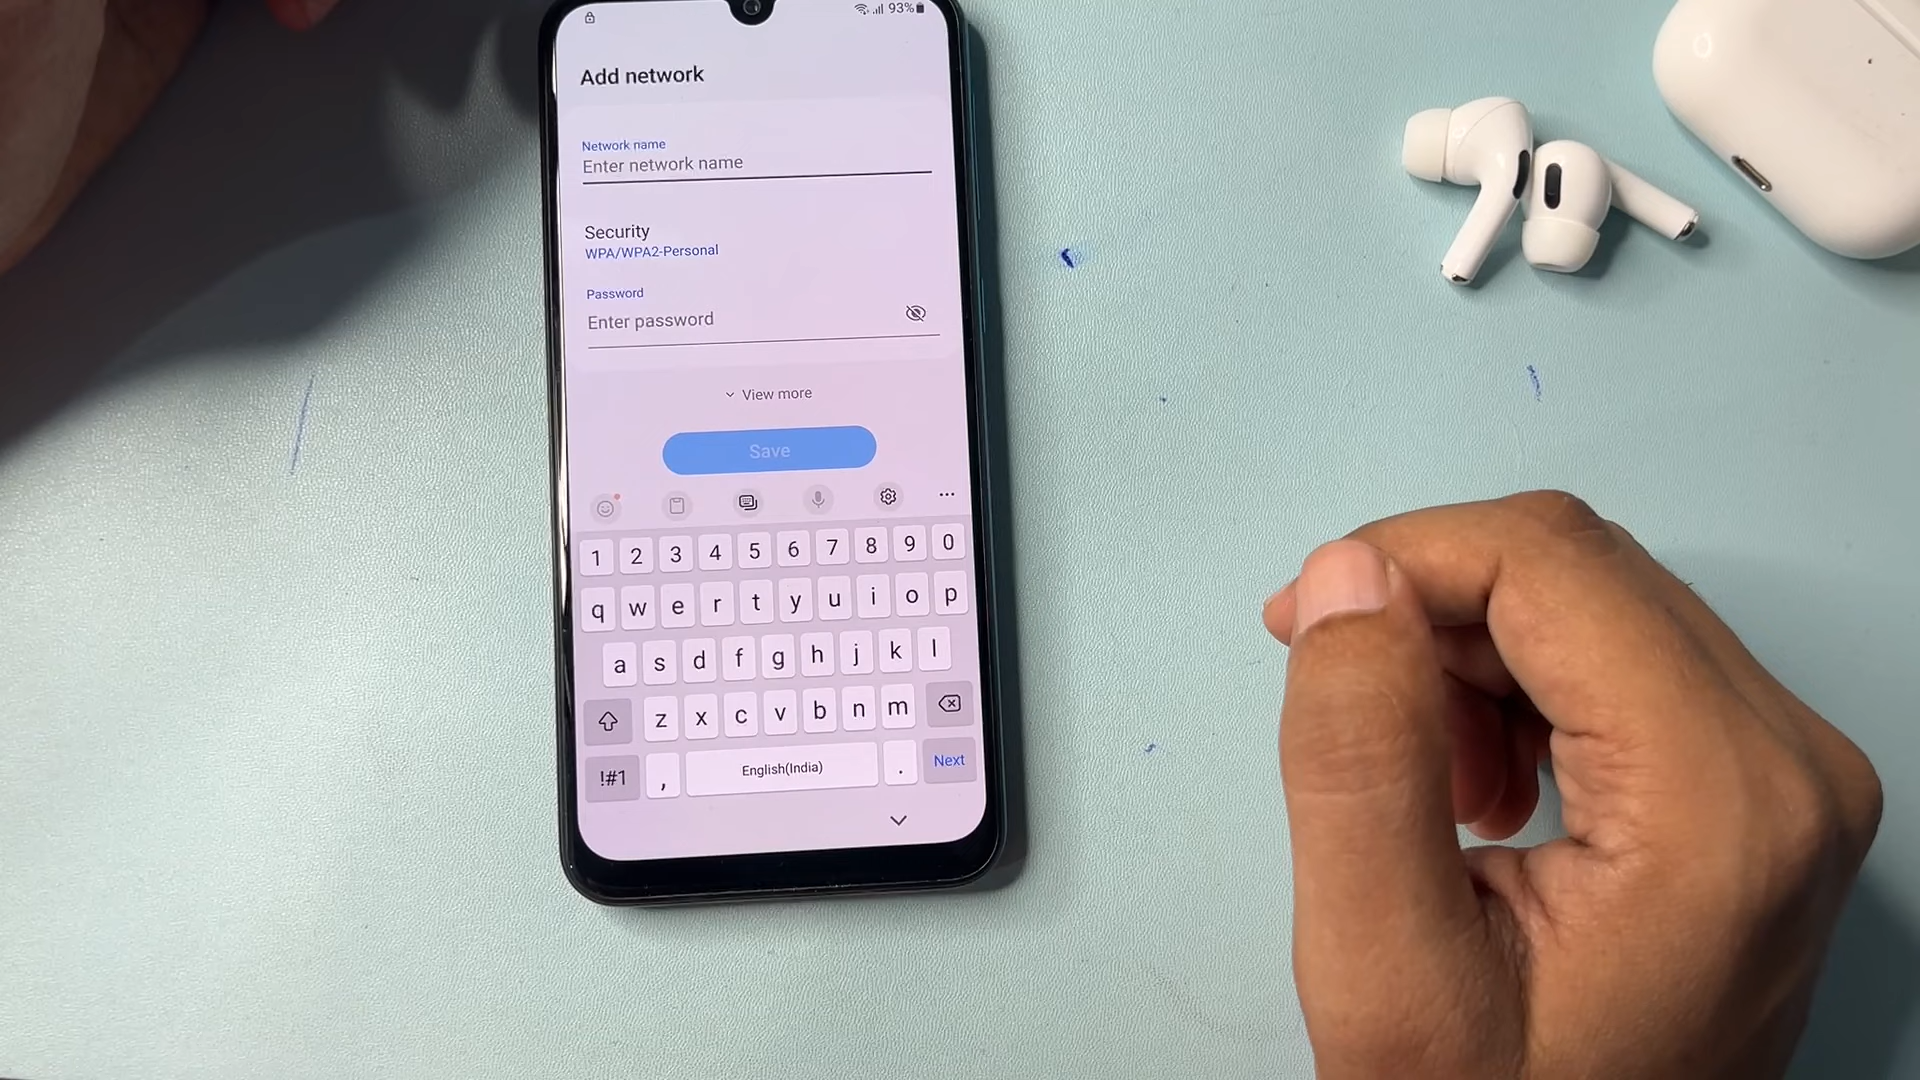 93%
Add network
Network name
Enter network name
Security
WPA/WPA2-Personal
Password
Enter password
View more
Save
1 2 3 4 5 6 7 8 9 0
q w e r t y u i o p
a s d f g h j k l
z x c v b n m
!#1 , English(India) . Next